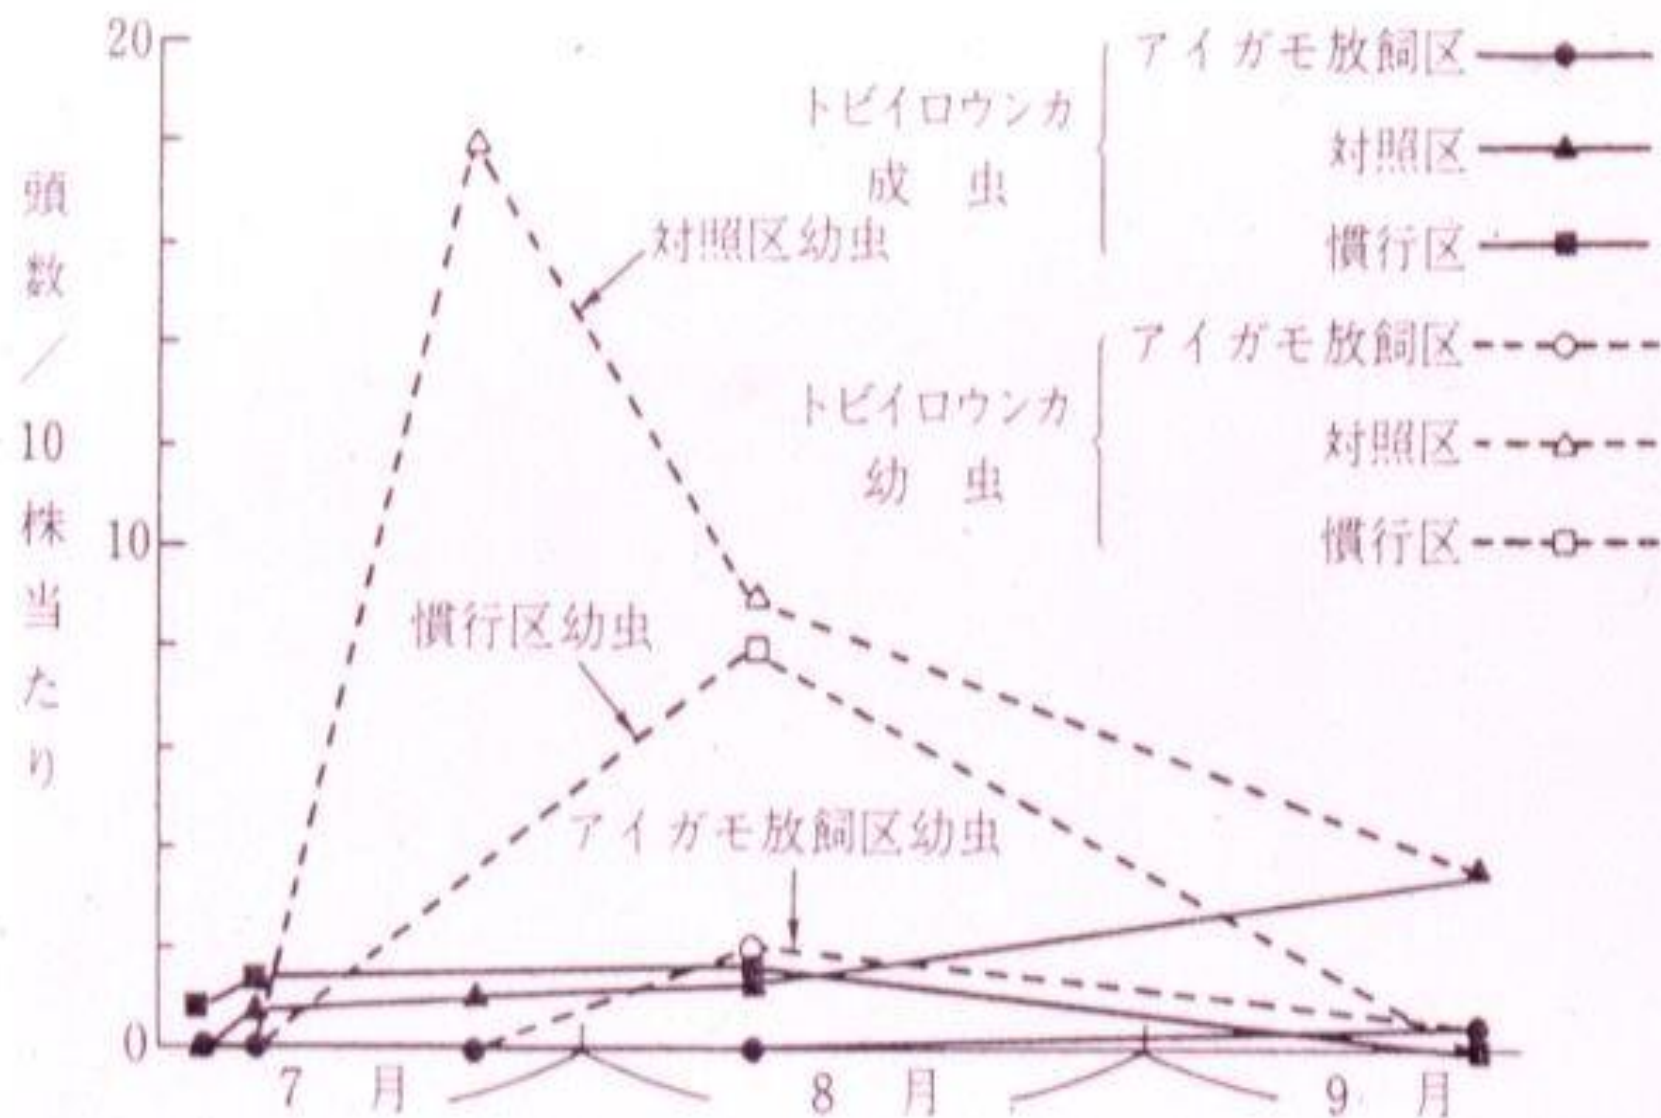 頭数／10株当たり
20
10
0
トビイロウンカ
成 虫
アイガモ放飼区
対照区
慣行区
トビイロウンカ
幼 虫
アイガモ放飼区
対照区
慣行区
対照区幼虫
慣行区幼虫
アイガモ放飼区幼虫
7 月
8 月
9 月